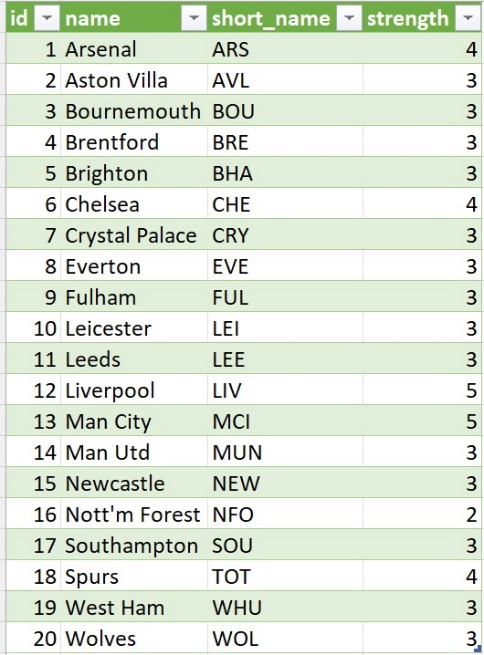 id name short_name strength
1 Arsenal ARS 4
2 Aston Villa AVL 3
3 Bournemouth BOU 3
4 Brentford BRE 3
5 Brighton BHA 3
6 Chelsea CHE 4
7 Crystal Palace CRY 3
8 Everton EVE 3
9 Fulham FUL 3
10 Leicester LEI 3
11 Leeds LEE 3
12 Liverpool LIV 5
13 Man City MCI 5
14 Man Utd MUN 3
15 Newcastle NEW 3
16 Nott'm Forest NFO 2
17 Southampton SOU 3
18 Spurs TOT 4
19 West Ham WHU 3
20 Wolves WOL 3